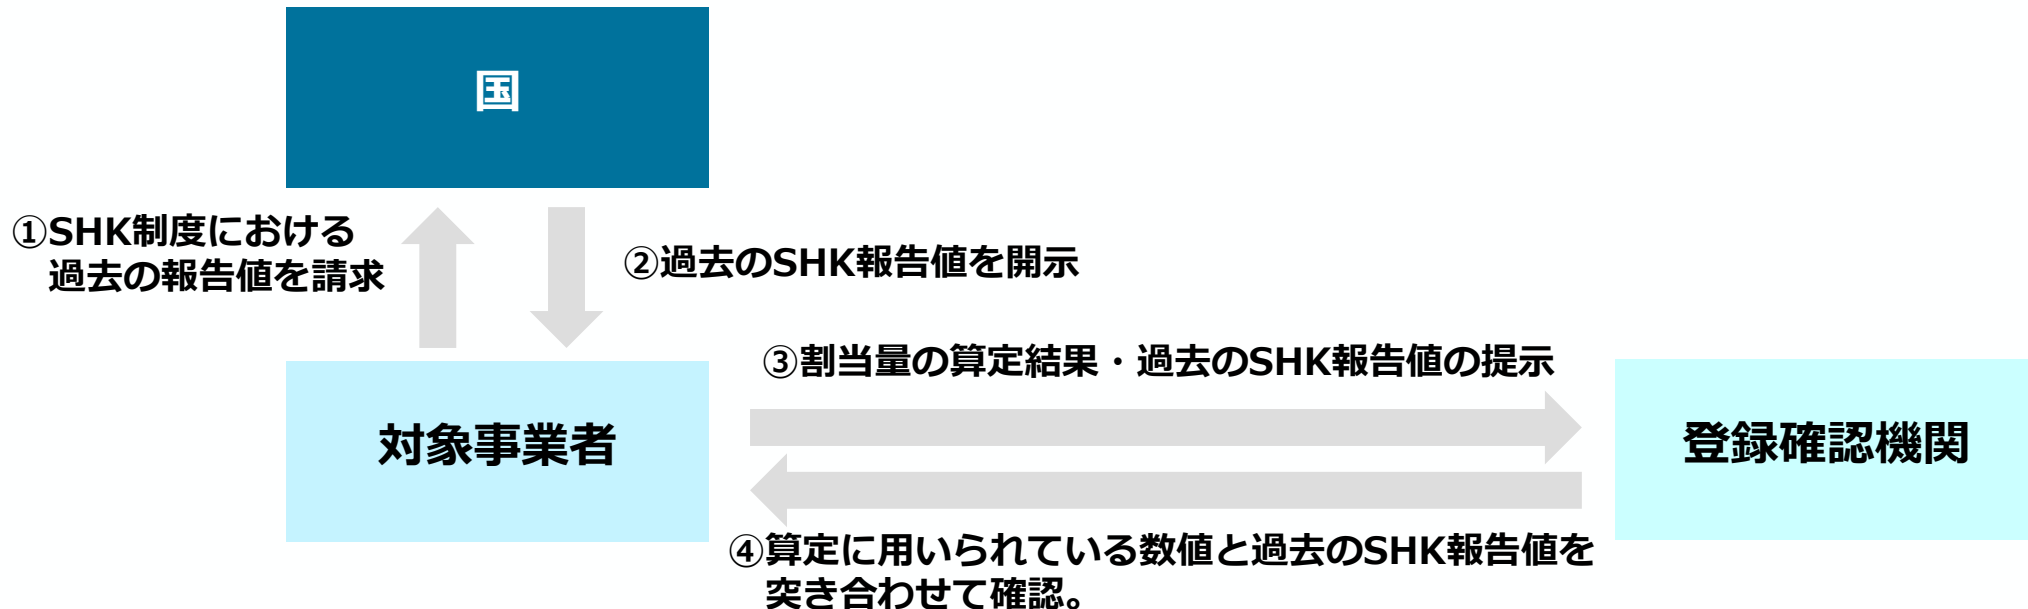 国
①SHK制度における
過去の報告値を請求
②過去のSHK報告値を開示
③割当量の算定結果・過去のSHK報告値の提示
対象事業者
登録確認機関
④算定に用いられている数値と過去のSHK報告値を
突き合わせて確認。